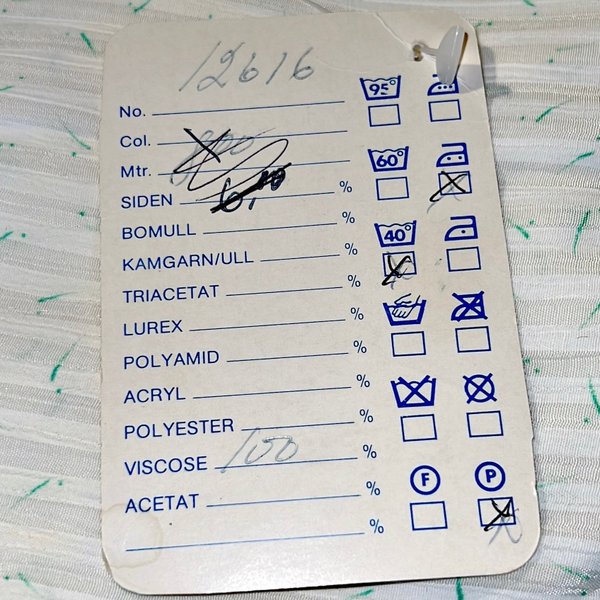 12616
No.
95°
Col.
Mtr.
60°
SIDEN %
BOMULL %
40°
KAMGARN/ULL %
TRIACETAT %
LUREX %
POLYAMID %
ACRYL %
POLYESTER %
VISCOSE 100 %
F P
ACETAT %
%